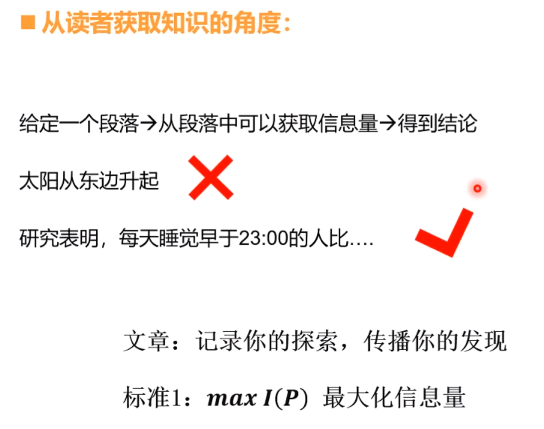 从读者获取知识的角度：
给定一个段落→从段落中可以获取信息量→得到结论
太阳从东边升起
研究表明，每天睡觉早于23:00的人比….
文章：记录你的探索，传播你的发现
标准1：max I(P) 最大化信息量